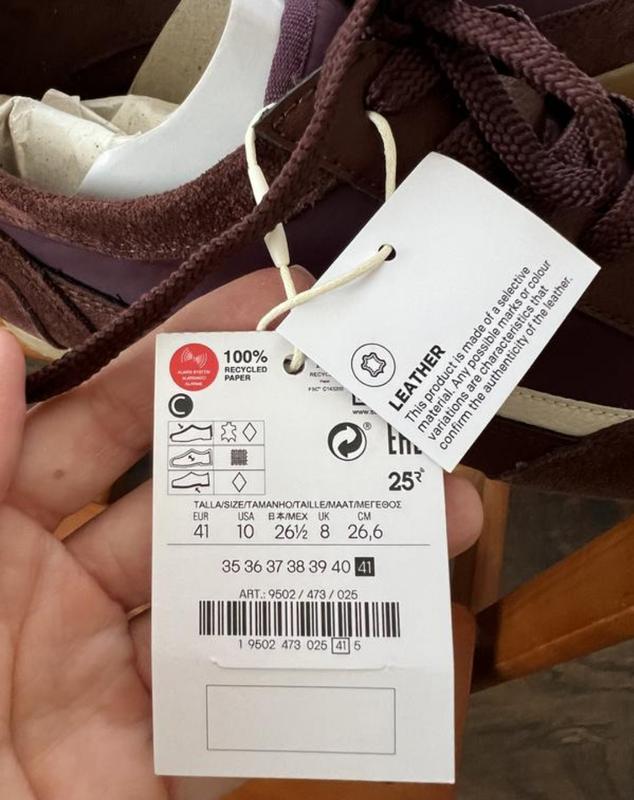 LEATHER
This product is made of a selective
material. Any possible marks or colour
variations are characteristics that
confirm the authenticity of the leather.
ALARM SYSTEM
ALARMADO
ALARME
100%
RECYCLED
PAPER
C
®
25
TALLA/SIZE/TAMANHO/TAILLE/MAAT/ΜΕΓΕΘΟΣ
EUR USA 日本/MEX UK CM
41 10 26½ 8 26,6
35 36 37 38 39 40 41
ART.: 9502 / 473 / 025
1 9502 473 025 41 5